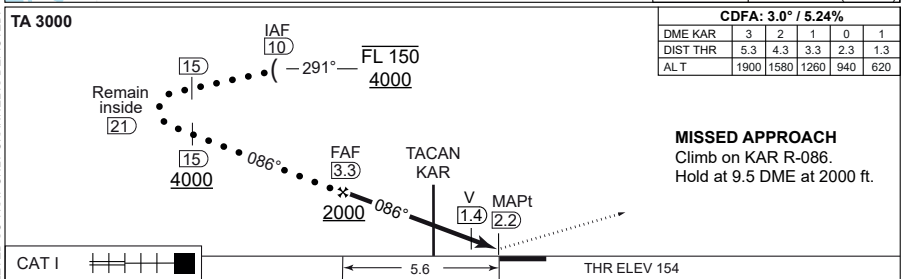 TA 3000
IAF
10
291°
FL 150
4000
15
Remain
inside
21
15
4000
086°
FAF
3.3
2000
086°
TACAN
KAR
V
1.4
MAPt
2.2
CDFA: 3.0° / 5.24%
DME KAR 3 2 1 0 1
DIST THR 5.3 4.3 3.3 2.3 1.3
ALT 1900 1580 1260 940 620
MISSED APPROACH
Climb on KAR R-086.
Hold at 9.5 DME at 2000 ft.
CAT I
5.6
THR ELEV 154